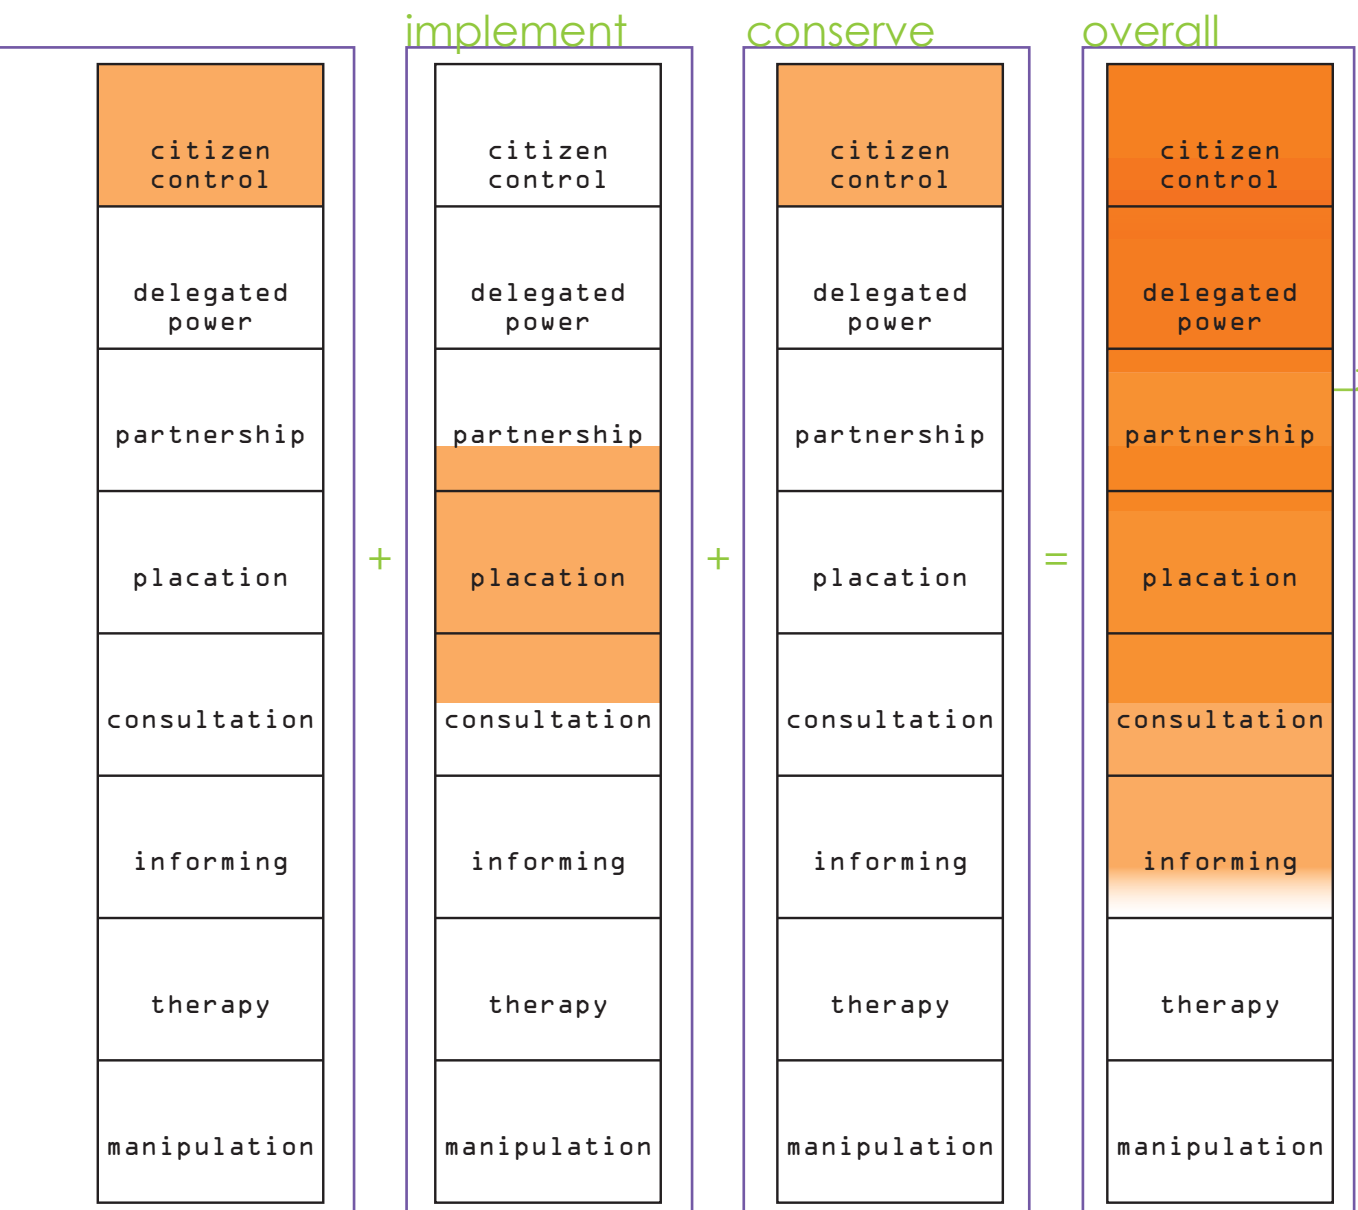 implement
conserve
overall
citizen
control
delegated
power
partnership
placation
consultation
informing
therapy
manipulation
+
citizen
control
delegated
power
partnership
placation
consultation
informing
therapy
manipulation
+
citizen
control
delegated
power
partnership
placation
consultation
informing
therapy
manipulation
=
citizen
control
delegated
power
partnership
placation
consultation
informing
therapy
manipulation